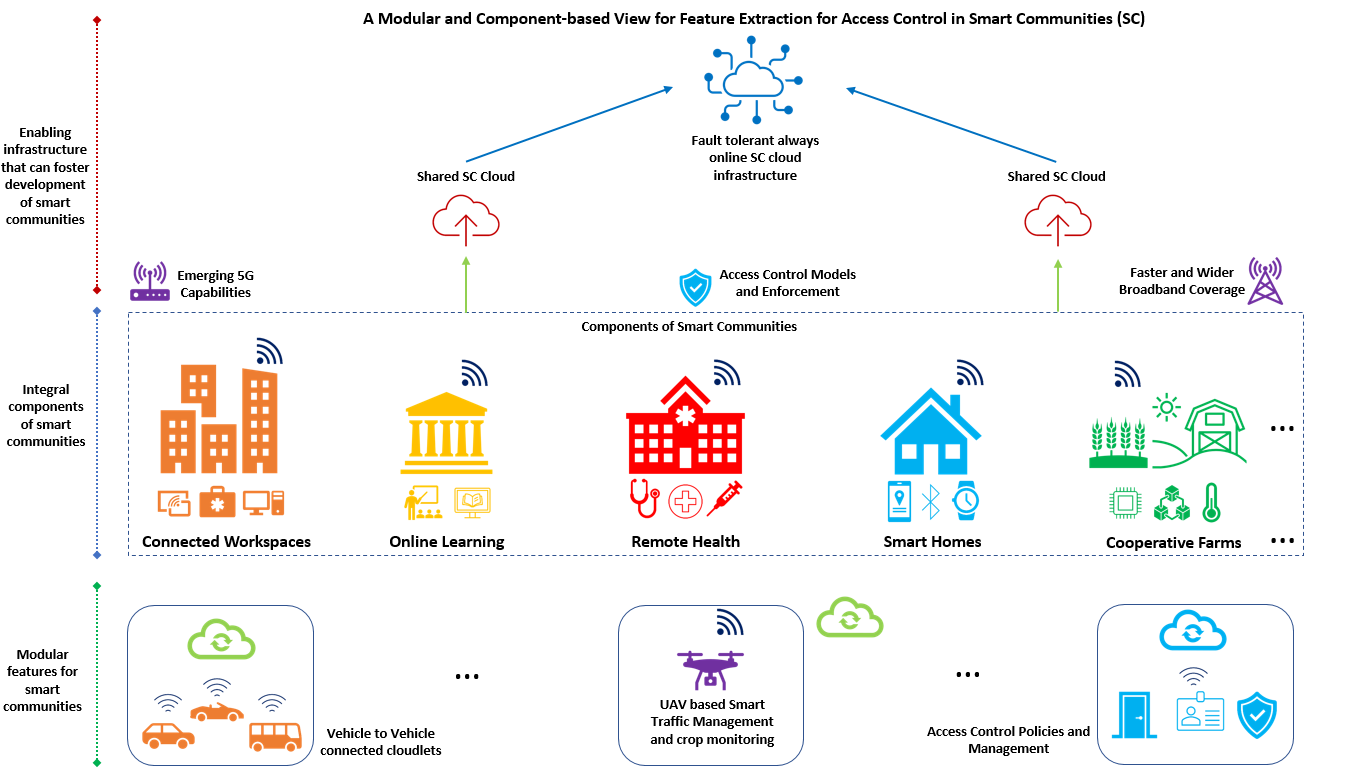 A Modular and Component-based View for Feature Extraction for Access Control in Smart Communities (SC)
Enabling
infrastructure
that can foster
development
of smart
communities
Fault tolerant always
online SC cloud
infrastructure
Shared SC Cloud
Shared SC Cloud
Emerging 5G
Capabilities
Access Control Models
and Enforcement
Faster and Wider
Broadband Coverage
Integral
components
of smart
communities
Components of Smart Communities
...
Connected Workspaces
Online Learning
Remote Health
Smart Homes
Cooperative Farms
...
Modular
features for
smart
communities
Vehicle to Vehicle
connected cloudlets
...
UAV based Smart
Traffic Management
and crop monitoring
...
Access Control Policies and
Management